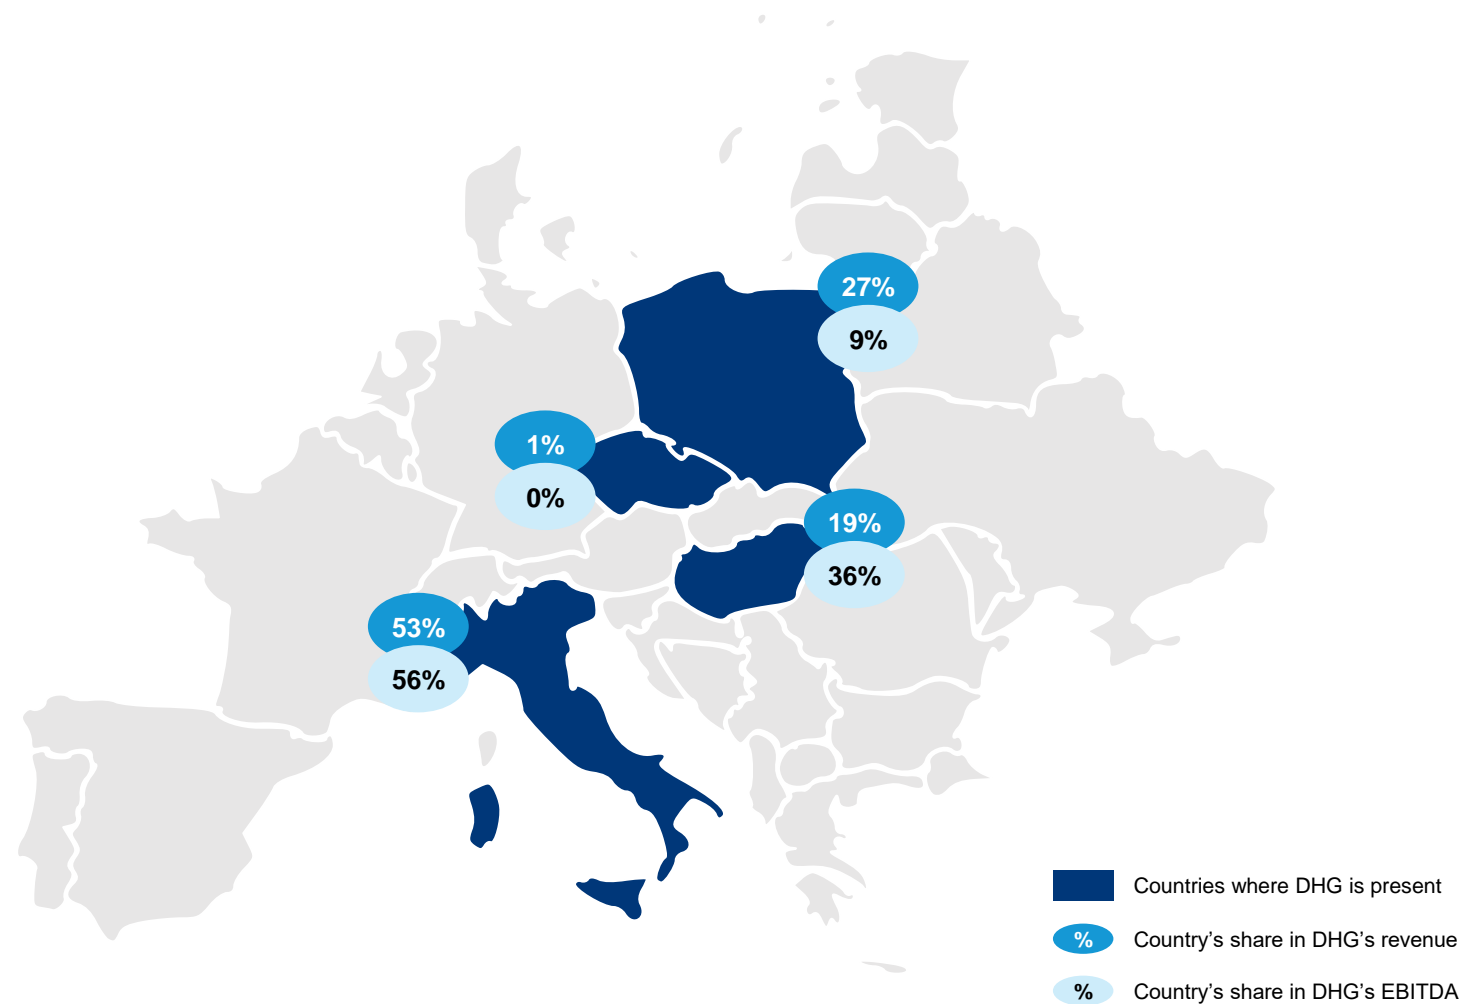 27%
9%
1%
0%
19%
36%
53%
56%
Countries where DHG is present
% Country’s share in DHG’s revenue
% Country’s share in DHG’s EBITDA